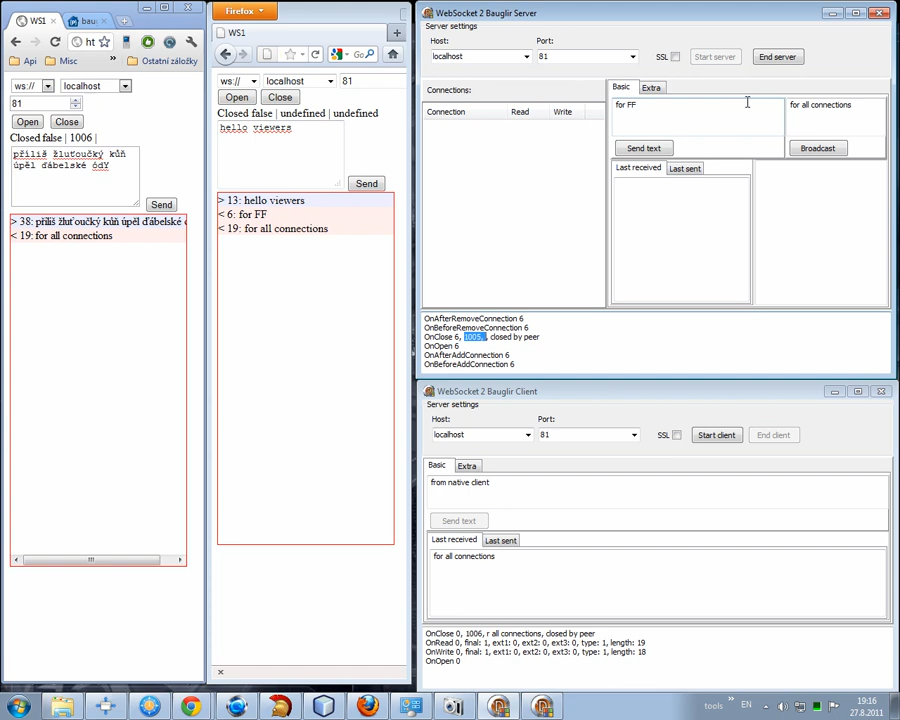 WS1
bau
ht
Api
Misc
»
Ostatní záložky
ws://
localhost
81
Open
Close
Closed false | 1006 |
příliš žluťoučký kůň
úpěl ďábelské ódY
Send
> 38: příliš žluťoučký kůň úpěl ďábelské
< 19: for all connections
Firefox
WS1
Go
ws://
localhost
81
Open
Close
Closed false | undefined | undefined
hello viewers
Send
> 13: hello viewers
< 6: for FF
< 19: for all connections
WebSocket 2 Bauglir Server
Server settings
Host:
Port:
localhost
81
SSL
Start server
End server
Connections:
Connection
Read
Write
Basic
Extra
for FF
for all connections
Send text
Broadcast
Last received
Last sent
OnAfterRemoveConnection 6
OnBeforeRemoveConnection 6
OnClose 6, 1005, , closed by peer
OnOpen 6
OnAfterAddConnection 6
OnBeforeAddConnection 6
WebSocket 2 Bauglir Client
Server settings
Host:
Port:
localhost
81
SSL
Start client
End client
Basic
Extra
from native client
Send text
Last received
Last sent
for all connections
OnClose 0, 1006, r all connections, closed by peer
OnRead 0, final: 1, ext1: 0, ext2: 0, ext3: 0, type: 1, length: 19
OnWrite 0, final: 1, ext1: 0, ext2: 0, ext3: 0, type: 1, length: 18
OnOpen 0
tools
»
EN
19:16
27.8.2011